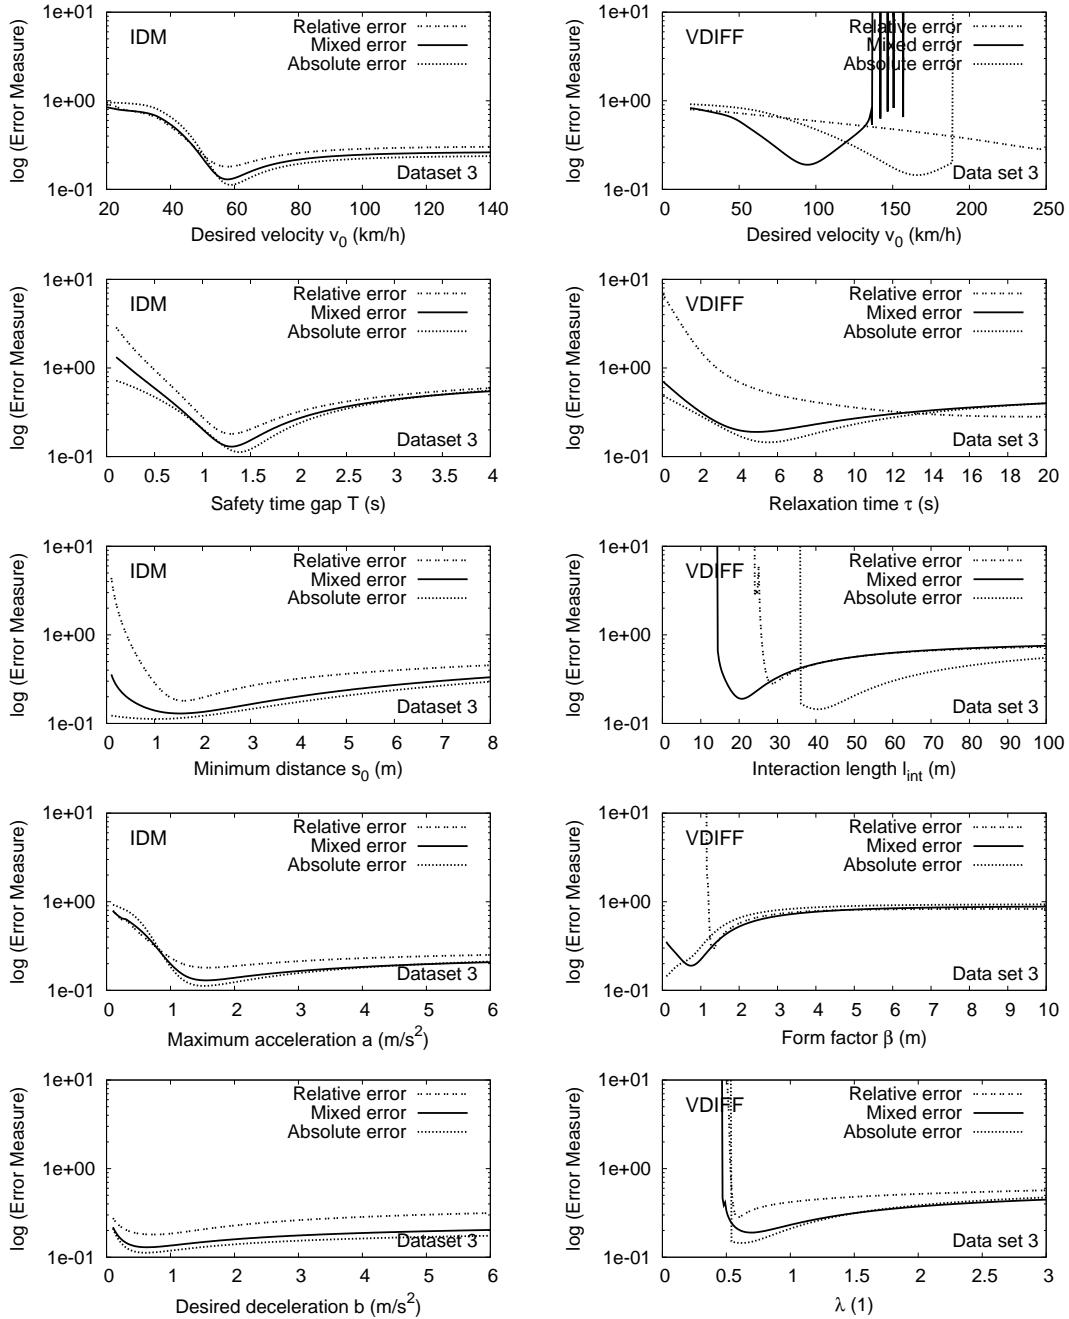 IDM
Relative error
Mixed error
Absolute error
log (Error Measure)
1e+01
1e+00
1e-01
Dataset 3
20 40 60 80 100 120 140
Desired velocity v_0 (km/h)
VDIFF
Relative error
Mixed error
Absolute error
log (Error Measure)
1e+01
1e+00
1e-01
Data set 3
0 50 100 150 200 250
Desired velocity v_0 (km/h)
IDM
Relative error
Mixed error
Absolute error
log (Error Measure)
1e+01
1e+00
1e-01
Dataset 3
0 0.5 1 1.5 2 2.5 3 3.5 4
Safety time gap T (s)
VDIFF
Relative error
Mixed error
Absolute error
log (Error Measure)
1e+01
1e+00
1e-01
Data set 3
0 2 4 6 8 10 12 14 16 18 20
Relaxation time τ (s)
IDM
Relative error
Mixed error
Absolute error
log (Error Measure)
1e+01
1e+00
1e-01
Dataset 3
0 1 2 3 4 5 6 7 8
Minimum distance s_0 (m)
VDIFF
Relative error
Mixed error
Absolute error
log (Error Measure)
1e+01
1e+00
1e-01
Data set 3
0 10 20 30 40 50 60 70 80 90 100
Interaction length l_int (m)
IDM
Relative error
Mixed error
Absolute error
log (Error Measure)
1e+01
1e+00
1e-01
Dataset 3
0 1 2 3 4 5 6
Maximum acceleration a (m/s^2)
VDIFF
Relative error
Mixed error
Absolute error
log (Error Measure)
1e+01
1e+00
1e-01
Data set 3
0 1 2 3 4 5 6 7 8 9 10
Form factor β (m)
IDM
Relative error
Mixed error
Absolute error
log (Error Measure)
1e+01
1e+00
1e-01
Dataset 3
0 1 2 3 4 5 6
Desired deceleration b (m/s^2)
VDIFF
Relative error
Mixed error
Absolute error
log (Error Measure)
1e+01
1e+00
1e-01
Data set 3
0 0.5 1 1.5 2 2.5 3
λ (1)